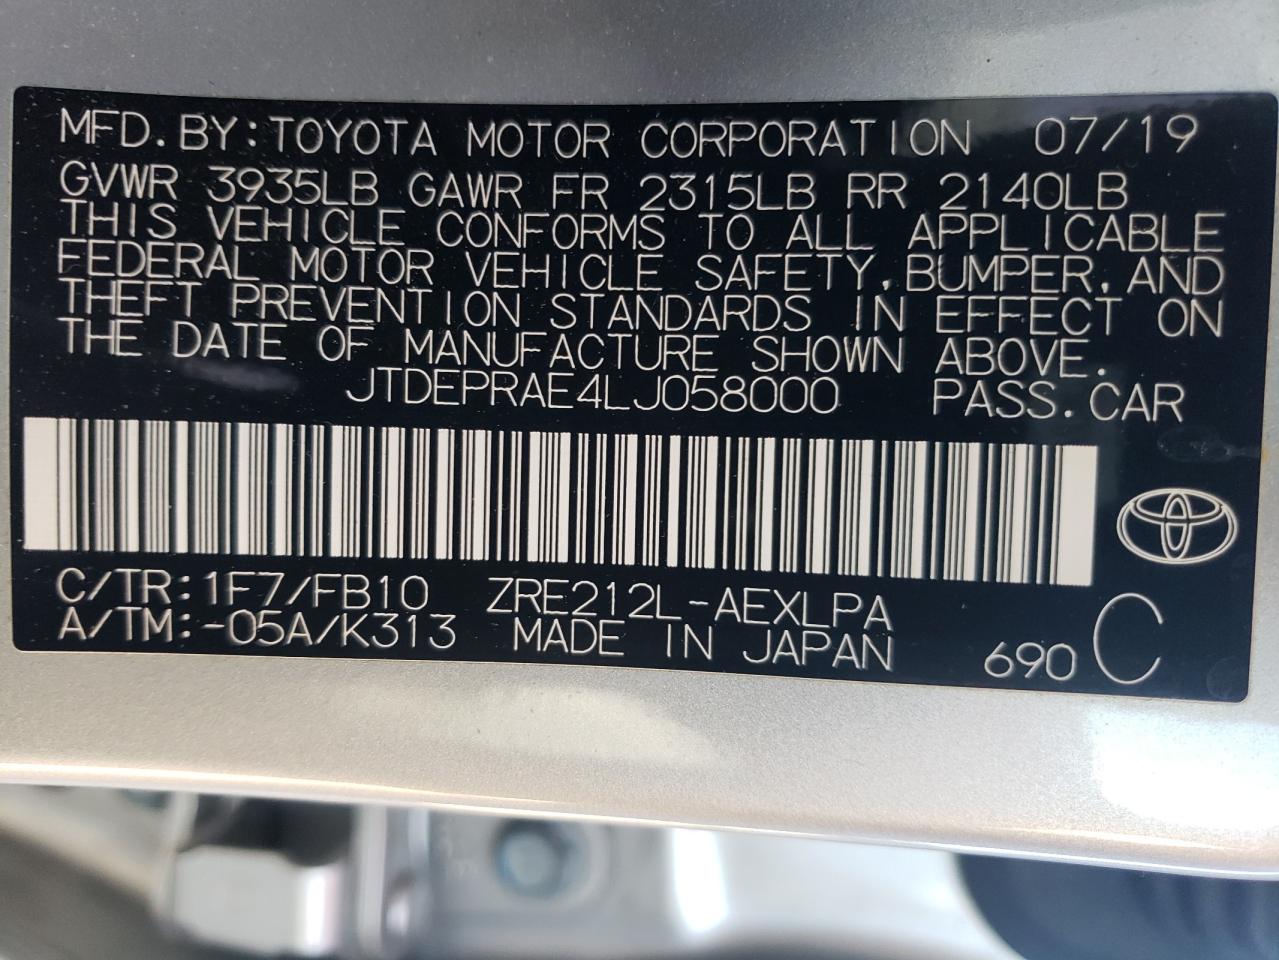 MFD.BY:TOYOTA MOTOR CORPORATION 07/19
GVWR 3935LB GAWR FR 2315LB RR 2140LB
THIS VEHICLE CONFORMS TO ALL APPLICABLE
FEDERAL MOTOR VEHICLE SAFETY,BUMPER,AND
THEFT PREVENTION STANDARDS IN EFFECT ON
THE DATE OF MANUFACTURE SHOWN ABOVE.
JTDEPRAE4LJ058000 PASS.CAR
C/TR:1F7/FB10 ZRE212L-AEXLPA
A/TM:-05A/K313 MADE IN JAPAN 690 C